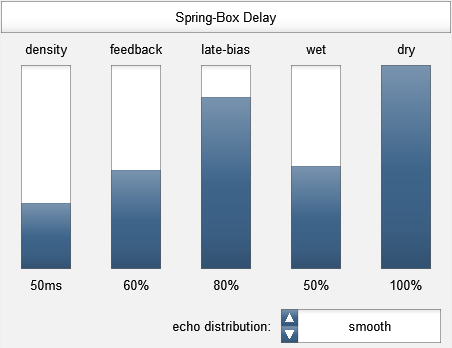 Spring-Box Delay
density feedback late-bias wet dry
50ms 60% 80% 50% 100%
echo distribution: smooth